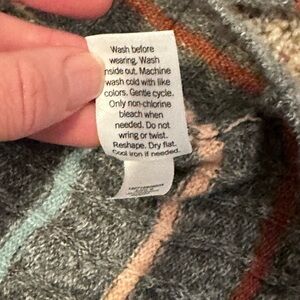 Wash before
wearing. Wash
inside out. Machine
wash cold with like
colors. Gentle cycle.
Only non-chlorine
bleach when
needed. Do not
wring or twist.
Reshape. Dry flat.
Cool iron if needed.